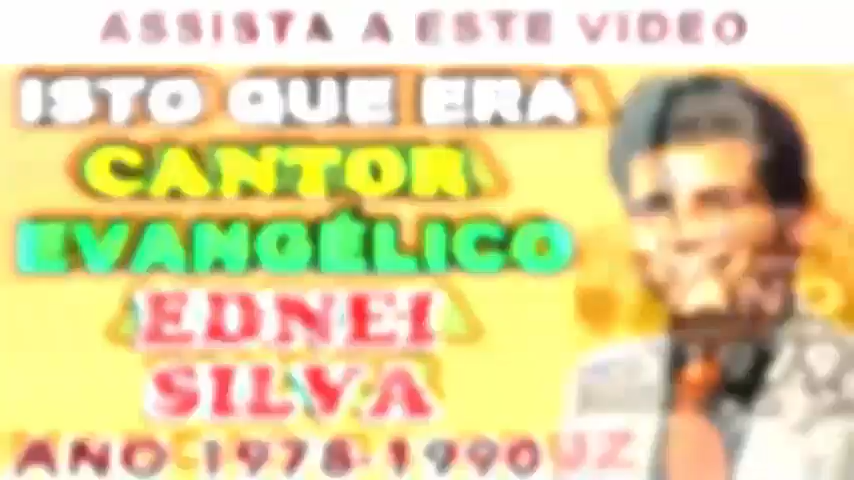 ASSISTA A ESTE VIDEO
ISTO QUE ERA
CANTOR
EVANGÉLICO
EDNEI
SILVA
ANO 1978-1990